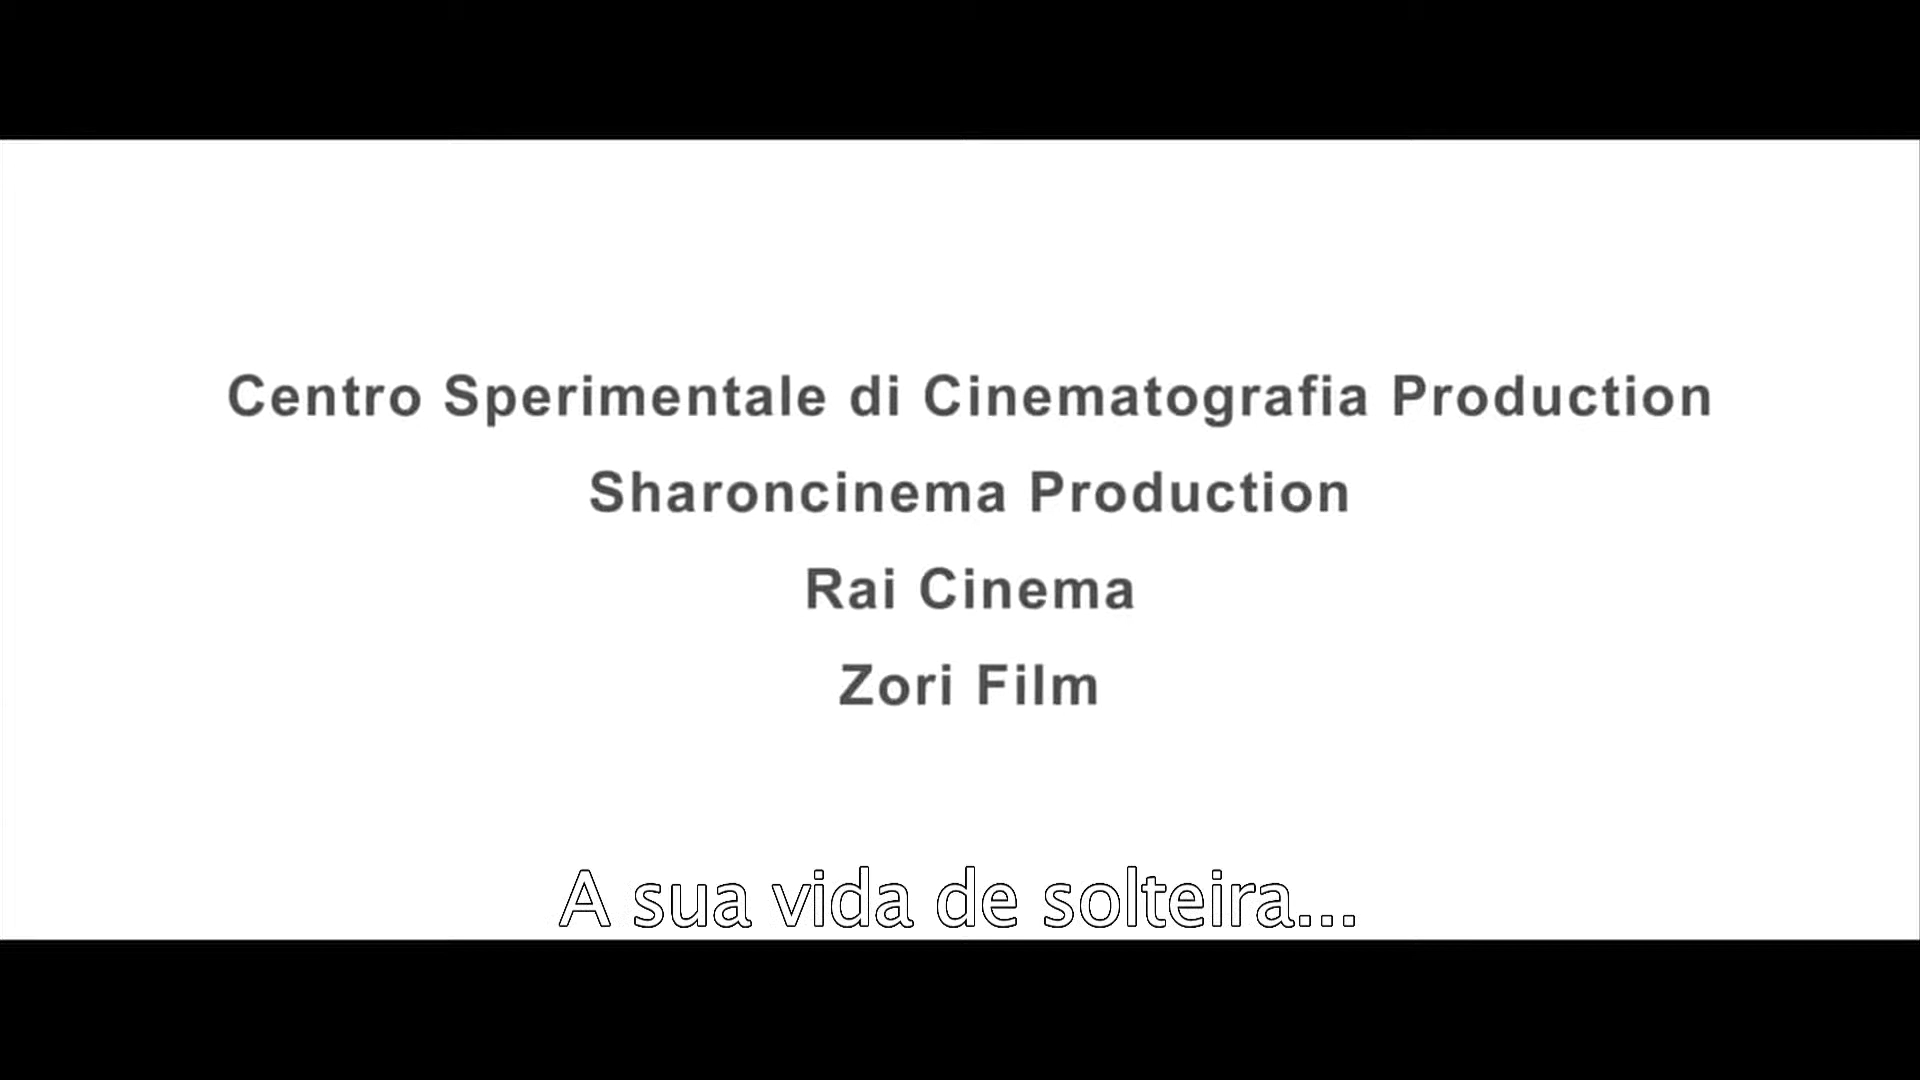 Centro Sperimentale di Cinematografia Production
Sharoncinema Production
Rai Cinema
Zori Film
A sua vida de solteira...